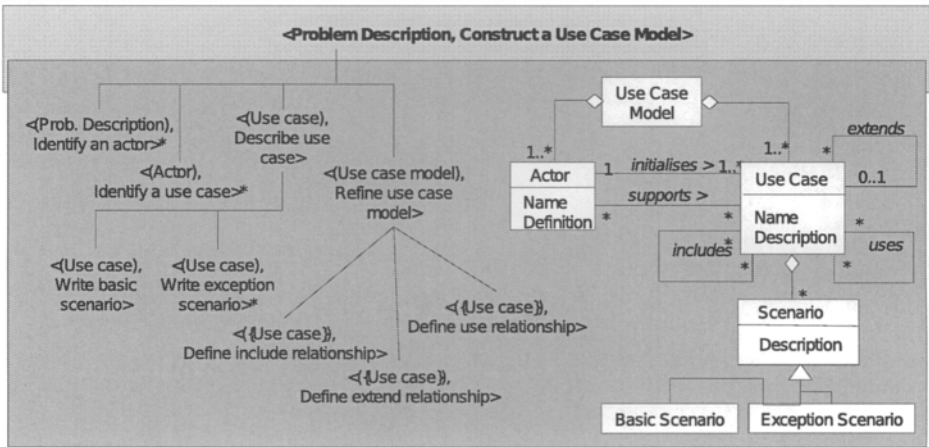 <Problem Description, Construct a Use Case Model>
<(Prob. Description),
Identify an actor>*
<(Actor),
Identify a use case>*
<(Use case),
Describe use
case>
<(Use case model),
Refine use case
model>
<(Use case),
Write basic
scenario>
<(Use case),
Write exception
scenario>*
<({Use case}),
Define include relationship>
<({Use case}),
Define extend relationship>
<({Use case}),
Define use relationship>
Use Case
Model
1..*
1..*
Actor
Name
Definition
1
initialises >
1..*
*
supports >
*
extends
*
0..1
Use Case
Name
Description
includes
*
*
uses
*
*
*
Scenario
Description
Basic Scenario
Exception Scenario